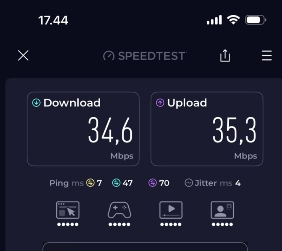 17.44
SPEEDTEST
Download
Upload
34,6
35,3
Mbps
Mbps
Ping ms 7 47 70 Jitter ms 4